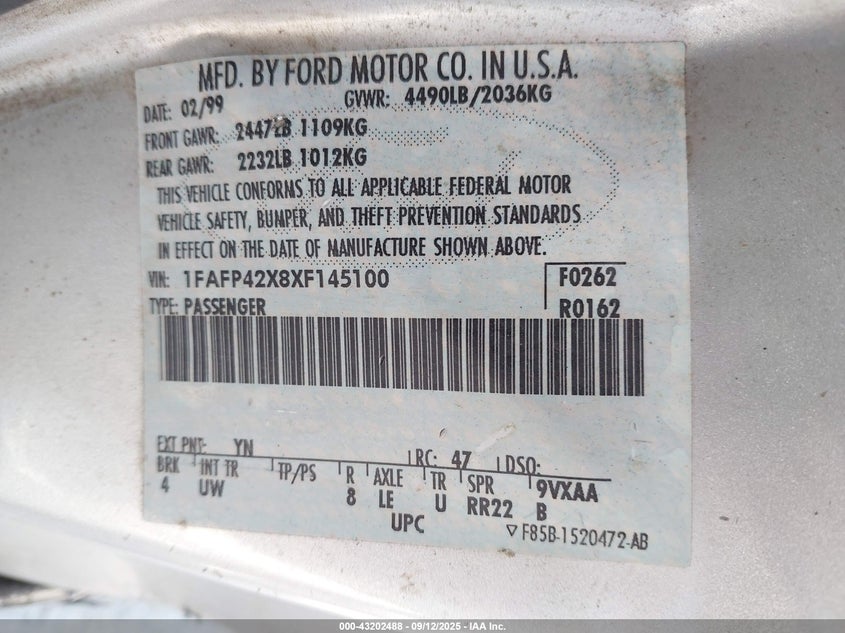 MFD. BY FORD MOTOR CO. IN U.S.A.
DATE: 02/99 GVWR: 4490LB/2036KG
FRONT GAWR: 2447LB 1109KG
REAR GAWR: 2232LB 1012KG
THIS VEHICLE CONFORMS TO ALL APPLICABLE FEDERAL MOTOR
VEHICLE SAFETY, BUMPER, AND THEFT PREVENTION STANDARDS
IN EFFECT ON THE DATE OF MANUFACTURE SHOWN ABOVE.
VIN: 1FAFP42X8XF145100 F0262
TYPE: PASSENGER R0162
EXT PNT: YN RC: 47 DSO:
BRK INT TR TP/PS R AXLE TR SPR 9VXAA
4 UW 8 LE U RR22 B
UPC F85B-1520472-AB
000-43202488 - 09/12/2025 - IAA Inc.